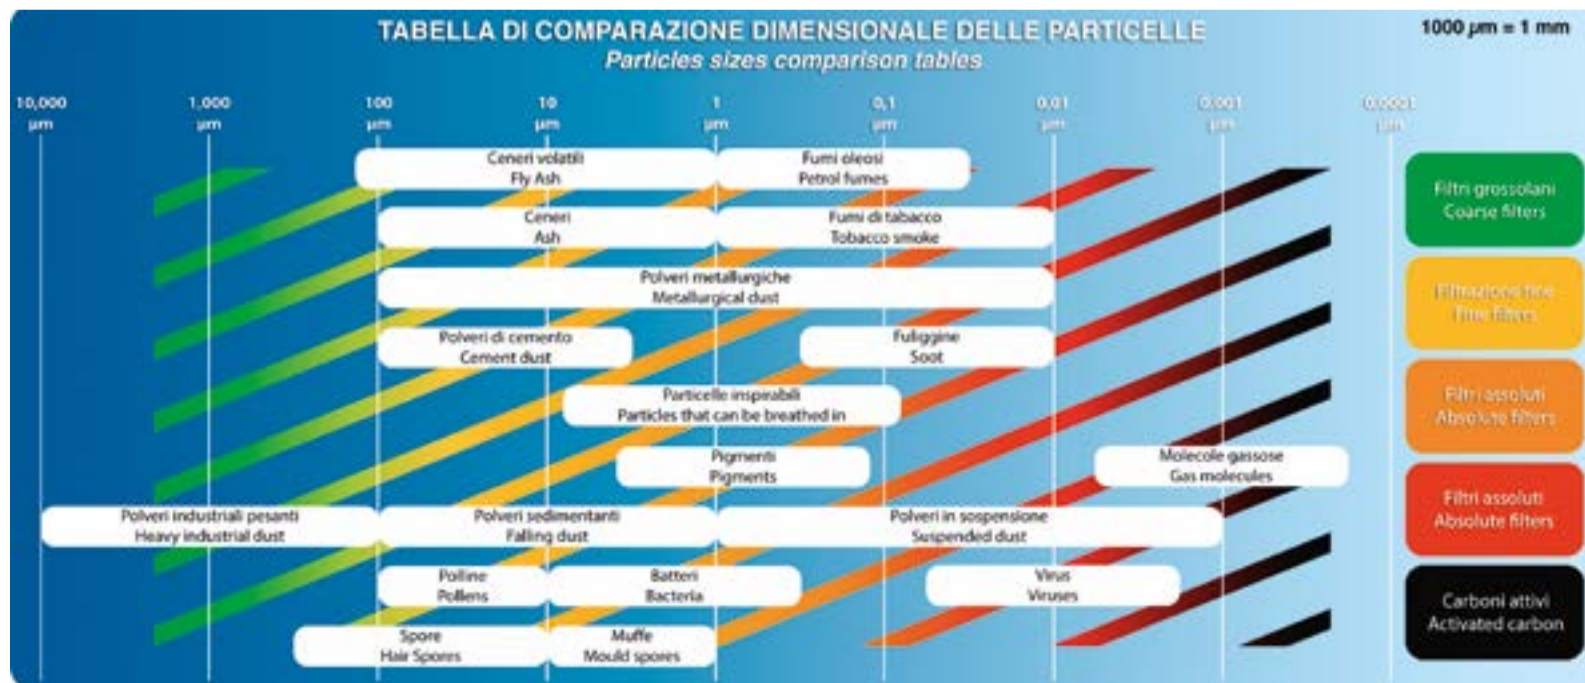 TABELLA DI COMPARAZIONE DIMENSIONALE DELLE PARTICELLE
1000 µm = 1 mm
Particles sizes comparison tables
10,000 1,000 100 10 1 0,1 0,01 0,001 0,0001
µm µm µm µm µm µm µm µm µm
Ceneri volatili
Fly Ash
Fumi oleosi
Petrol fumes
Filtri grossolani
Coarse filters
Ceneri
Ash
Fumi di tabacco
Tobacco smoke
Polveri metallurgiche
Metallurgical dust
Filtrazione fine
Fine filters
Polveri di cemento
Cement dust
Fuliggine
Soot
Particelle inspirabili
Particles that can be breathed in
Filtri assoluti
Absolute filters
Pigmenti
Pigments
Molecole gassose
Gas molecules
Filtri assoluti
Absolute filters
Polveri industriali pesanti
Heavy industrial dust
Polveri sedimentanti
Falling dust
Polveri in sospensione
Suspended dust
Polline
Pollens
Batteri
Bacteria
Virus
Viruses
Carboni attivi
Activated carbon
Spore
Hair Spores
Muffe
Mould spores